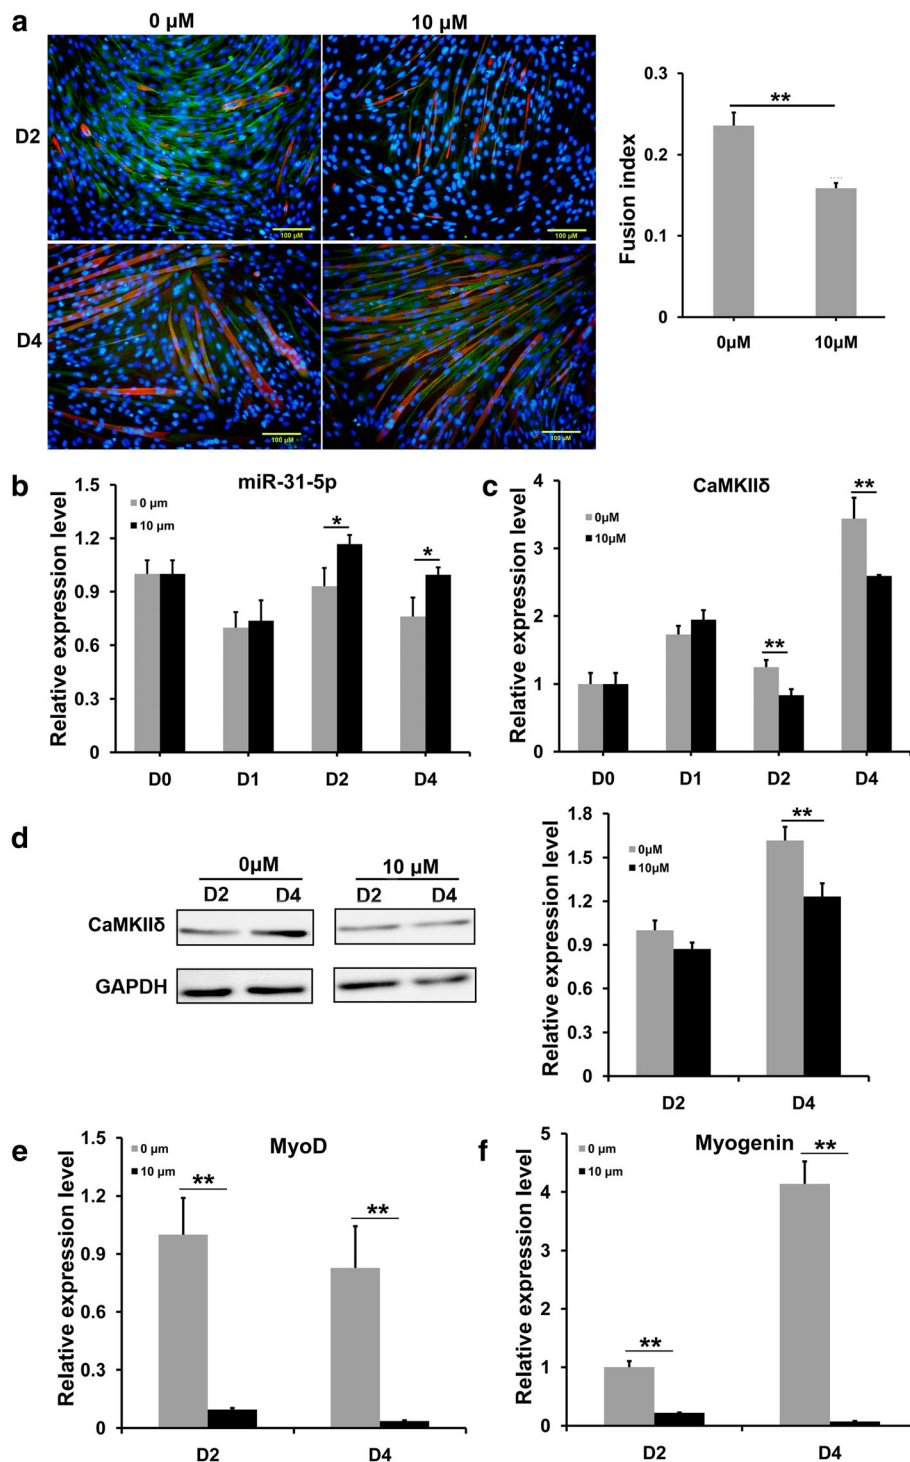 a
0 µM
10 µM
D2
100 µM
100 µM
D4
100 µM
100 µM
0.3
0.2
0.1
0
Fusion index
**
0µM
10µM
b
miR-31-5p
0 µm
10 µm
Relative expression level
1.5
1.2
0.9
0.6
0.3
0
*
*
D0
D1
D2
D4
c
CaMKIIδ
0µM
10µM
Relative expression level
4
3
2
1
0
**
**
D0
D1
D2
D4
d
0µM
10 µM
D2
D4
D2
D4
CaMKIIδ
GAPDH
Relative expression level
1.8
1.5
1.2
0.9
0.6
0.3
0
0µM
10µM
**
D2
D4
e
MyoD
0 µm
10 µm
Relative expression level
1.5
1.2
0.9
0.6
0.3
0
**
**
D2
D4
f
Myogenin
0 µm
10 µm
Relative expression level
5
4
3
2
1
0
**
**
D2
D4